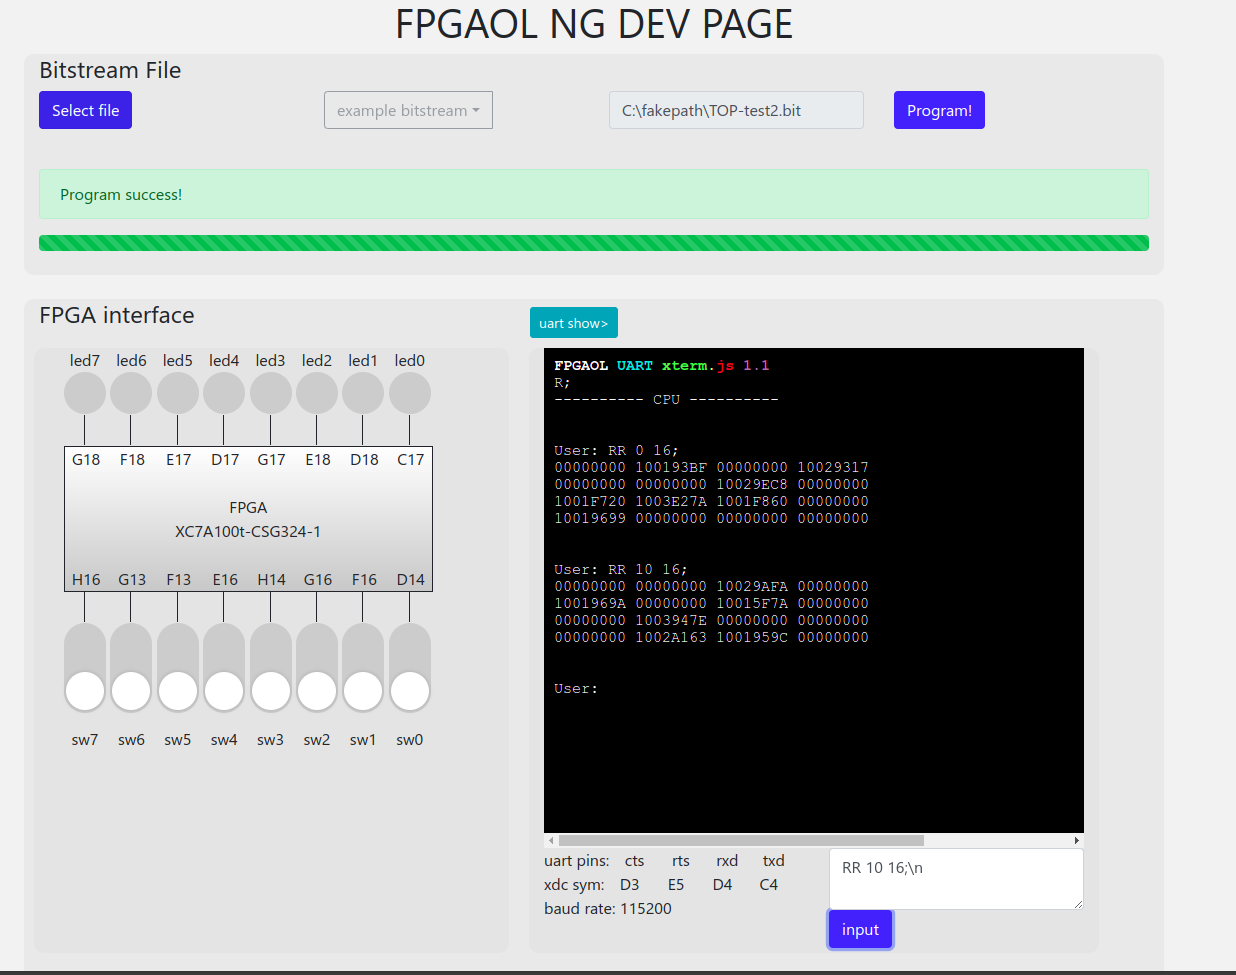 FPGAOL NG DEV PAGE
Bitstream File
Select file
example bitstream
C:\fakepath\TOP-test2.bit
Program!
Program success!
FPGA interface
led7 led6 led5 led4 led3 led2 led1 led0
G18 F18 E17 D17 G17 E18 D18 C17
FPGA
XC7A100t-CSG324-1
H16 G13 F13 E16 H14 G16 F16 D14
sw7 sw6 sw5 sw4 sw3 sw2 sw1 sw0
uart show>
FPGAOL UART xterm.js 1.1
R;
---------- CPU ----------
User: RR 0 16;
00000000 100193BF 00000000 10029317
00000000 00000000 10029EC8 00000000
1001F720 1003E27A 1001F860 00000000
10019699 00000000 00000000 00000000
User: RR 10 16;
00000000 00000000 10029AFA 00000000
1001969A 00000000 10015F7A 00000000
00000000 1003947E 00000000 00000000
00000000 1002A163 1001959C 00000000
User:
uart pins: cts rts rxd txd
xdc sym: D3 E5 D4 C4
baud rate: 115200
RR 10 16;\n
input